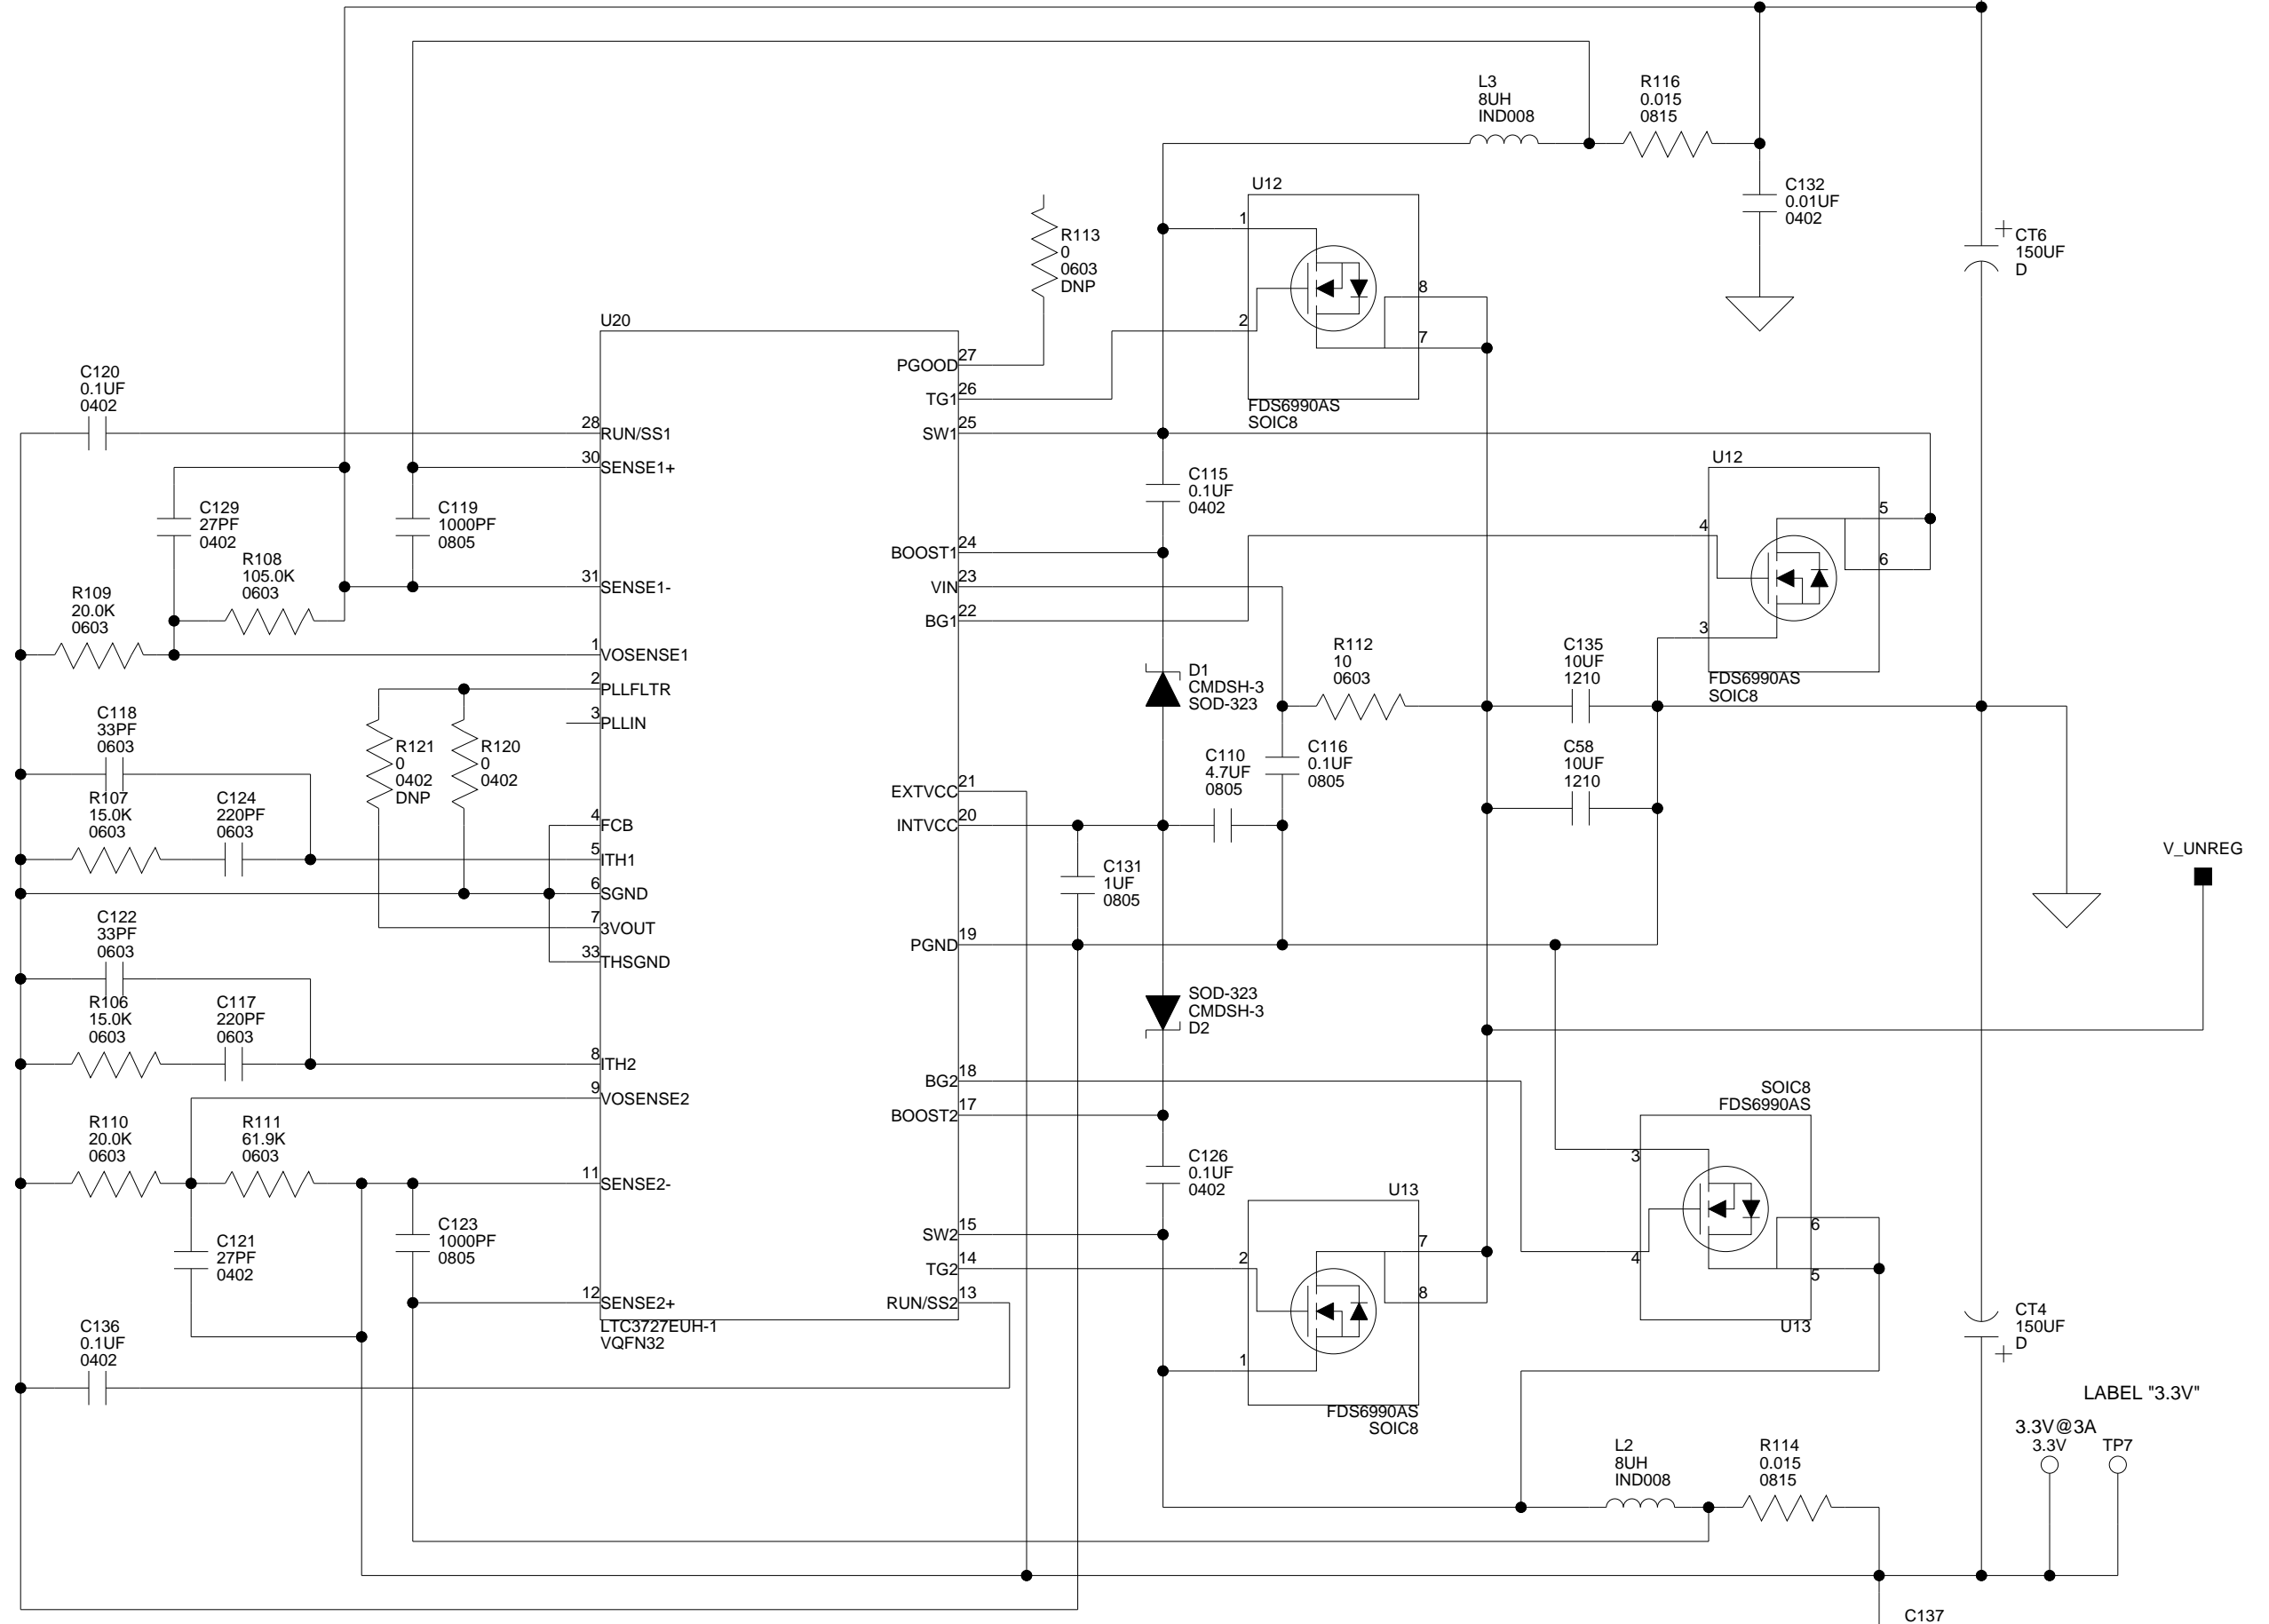 L3
8UH
IND008
R116
0.015
0815
U12
1
2
8
7
FDS6990AS
SOIC8
C132
0.01UF
0402
CT6
150UF
D
R113
0
0603
DNP
U20
C120
0.1UF
0402
28
RUN/SS1
30
SENSE1+
31
SENSE1-
1
VOSENSE1
2
PLLFLTR
3
PLLIN
4
FCB
5
ITH1
6
SGND
7
3VOUT
33
THSGND
8
ITH2
9
VOSENSE2
11
SENSE2-
12
SENSE2+
LTC3727EUH-1
VQFN32
PGOOD
27
TG1
26
SW1
25
BOOST1
24
VIN
23
BG1
22
EXTVCC
21
INTVCC
20
PGND
19
BG2
18
BOOST2
17
SW2
15
TG2
14
RUN/SS2
13
C129
27PF
0402
C119
1000PF
0805
R108
105.0K
0603
R109
20.0K
0603
C118
33PF
0603
R107
15.0K
0603
C124
220PF
0603
R121
0
0402
DNP
R120
0
0402
C122
33PF
0603
R106
15.0K
0603
C117
220PF
0603
R110
20.0K
0603
R111
61.9K
0603
C121
27PF
0402
C123
1000PF
0805
C136
0.1UF
0402
C115
0.1UF
0402
U12
4
3
5
6
FDS6990AS
SOIC8
D1
CMDSH-3
SOD-323
R112
10
0603
C135
10UF
1210
C110
4.7UF
0805
C116
0.1UF
0805
C58
10UF
1210
C131
1UF
0805
V_UNREG
SOD-323
CMDSH-3
D2
SOIC8
FDS6990AS
3
4
6
5
U13
C126
0.1UF
0402
U13
2
1
7
8
FDS6990AS
SOIC8
CT4
150UF
D
LABEL "3.3V"
3.3V@3A
3.3V
TP7
L2
8UH
IND008
R114
0.015
0815
C137